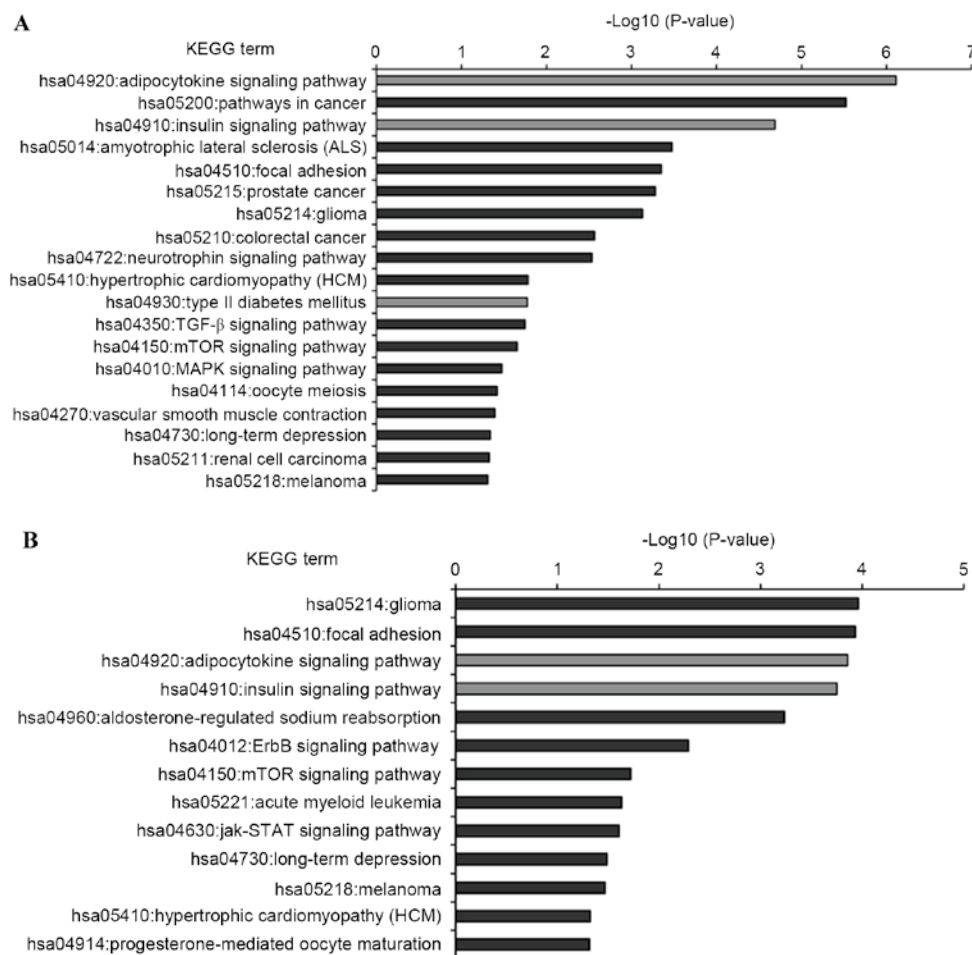 A
-Log10 (P-value)
KEGG term
0 1 2 3 4 5 6 7
hsa04920:adipocytokine signaling pathway
hsa05200:pathways in cancer
hsa04910:insulin signaling pathway
hsa05014:amyotrophic lateral sclerosis (ALS)
hsa04510:focal adhesion
hsa05215:prostate cancer
hsa05214:glioma
hsa05210:colorectal cancer
hsa04722:neurotrophin signaling pathway
hsa05410:hypertrophic cardiomyopathy (HCM)
hsa04930:type II diabetes mellitus
hsa04350:TGF-β signaling pathway
hsa04150:mTOR signaling pathway
hsa04010:MAPK signaling pathway
hsa04114:oocyte meiosis
hsa04270:vascular smooth muscle contraction
hsa04730:long-term depression
hsa05211:renal cell carcinoma
hsa05218:melanoma
B
-Log10 (P-value)
KEGG term
0 1 2 3 4 5
hsa05214:glioma
hsa04510:focal adhesion
hsa04920:adipocytokine signaling pathway
hsa04910:insulin signaling pathway
hsa04960:aldosterone-regulated sodium reabsorption
hsa04012:ErbB signaling pathway
hsa04150:mTOR signaling pathway
hsa05221:acute myeloid leukemia
hsa04630:jak-STAT signaling pathway
hsa04730:long-term depression
hsa05218:melanoma
hsa05410:hypertrophic cardiomyopathy (HCM)
hsa04914:progesterone-mediated oocyte maturation